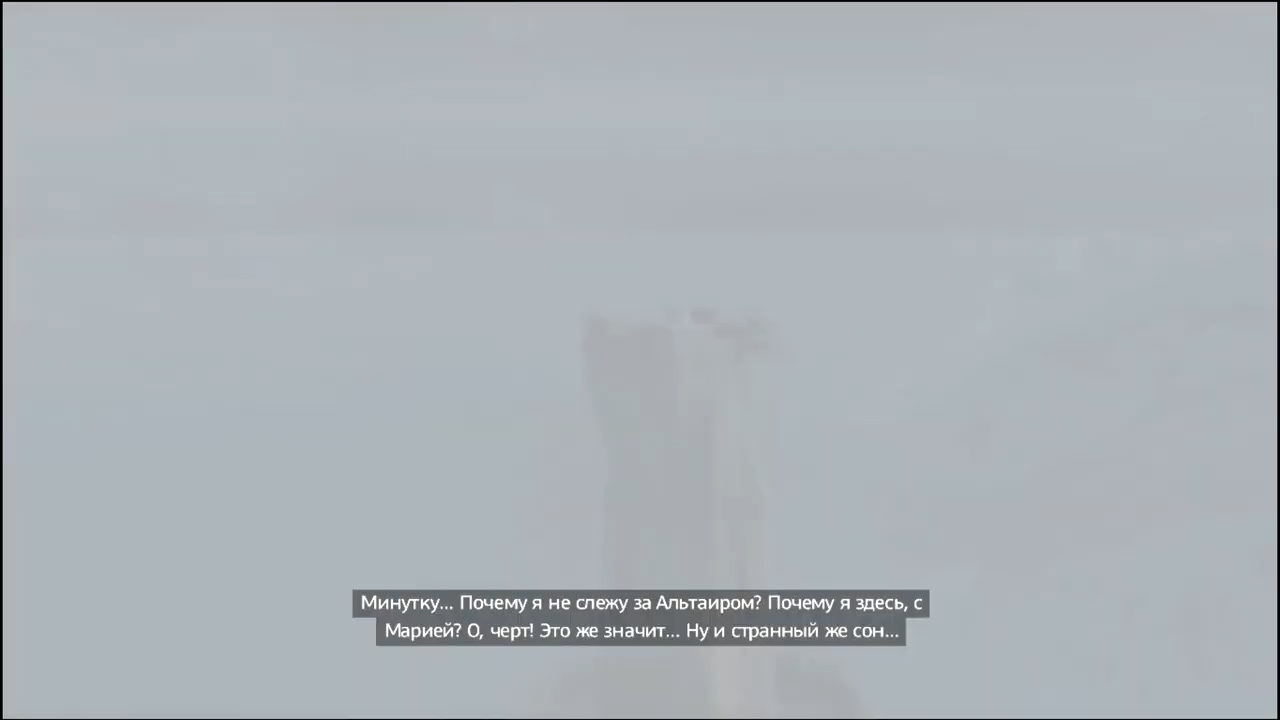 Минутку... Почему я не слежу за Альтаиром? Почему я здесь, с
Марией? О, черт! Это же значит... Ну и странный же сон...